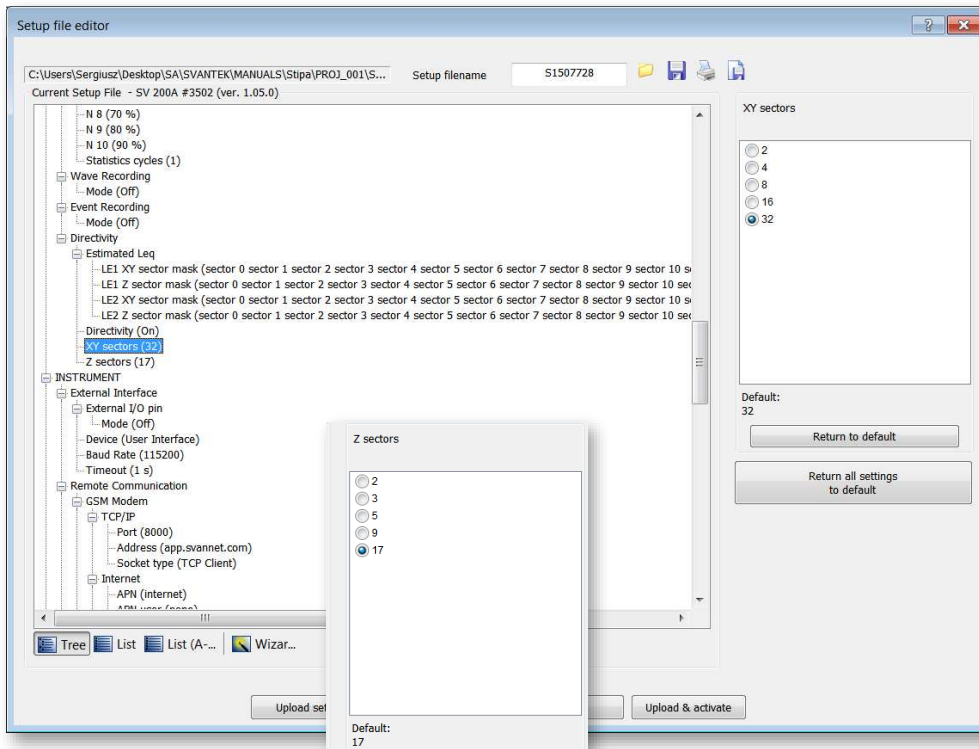 Setup file editor
C:\Users\Sergiusz\Desktop\SA\SVANTEK\MANUALS\Stipa\PROJ_001\S...
Setup filename
S1507728
Current Setup File - SV 200A #3502 (ver. 1.05.0)
N 8 (70 %)
N 9 (80 %)
N 10 (90 %)
Statistics cycles (1)
Wave Recording
Mode (Off)
Event Recording
Mode (Off)
Directivity
Estimated Leq
LE1 XY sector mask (sector 0 sector 1 sector 2 sector 3 sector 4 sector 5 sector 6 sector 7 sector 8 sector 9 sector 10 se
LE1 Z sector mask (sector 0 sector 1 sector 2 sector 3 sector 4 sector 5 sector 6 sector 7 sector 8 sector 9 sector 10 sec
LE2 XY sector mask (sector 0 sector 1 sector 2 sector 3 sector 4 sector 5 sector 6 sector 7 sector 8 sector 9 sector 10 s
LE2 Z sector mask (sector 0 sector 1 sector 2 sector 3 sector 4 sector 5 sector 6 sector 7 sector 8 sector 9 sector 10 sec
Directivity (On)
XY sectors (32)
Z sectors (17)
INSTRUMENT
External Interface
External I/O pin
Mode (Off)
Device (User Interface)
Baud Rate (115200)
Timeout (1 s)
Remote Communication
GSM Modem
TCP/IP
Port (8000)
Address (app.svannet.com)
Socket type (TCP Client)
Internet
APN (internet)
APN user (none)
Tree
List
List (A-...
Wizar...
Upload set
Upload & activate
XY sectors
2
4
8
16
32
Default:
32
Return to default
Return all settings
to default
Z sectors
2
3
5
9
17
Default:
17